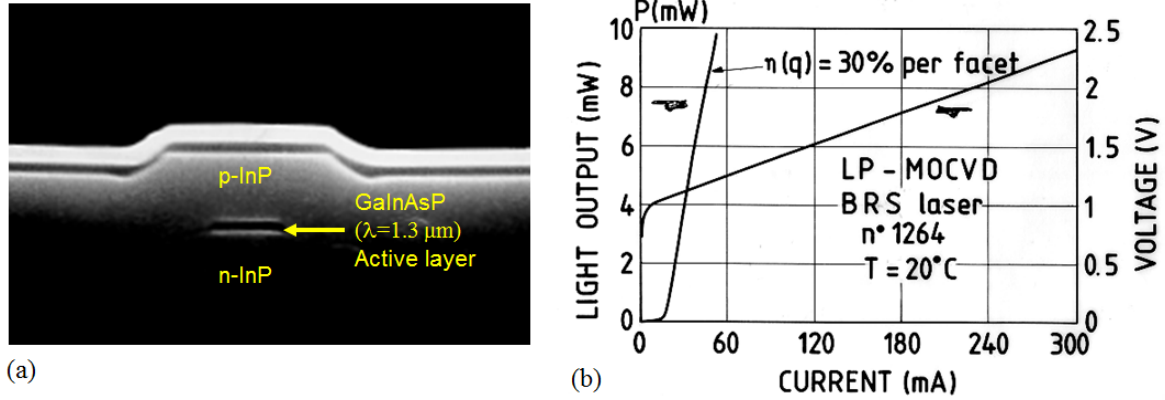 p-InP
GaInAsP
(λ=1.3 μm)
Active layer
n-InP
(a)
P(mW)
10
8
6
4
2
0
LIGHT OUTPUT (mW)
η(q) = 30% per facet
LP - MOCVD
BRS laser
n° 1264
T = 20°C
2.5
2
1.5
1
0.5
0
VOLTAGE (V)
0 60 120 180 240 300
CURRENT (mA)
(b)